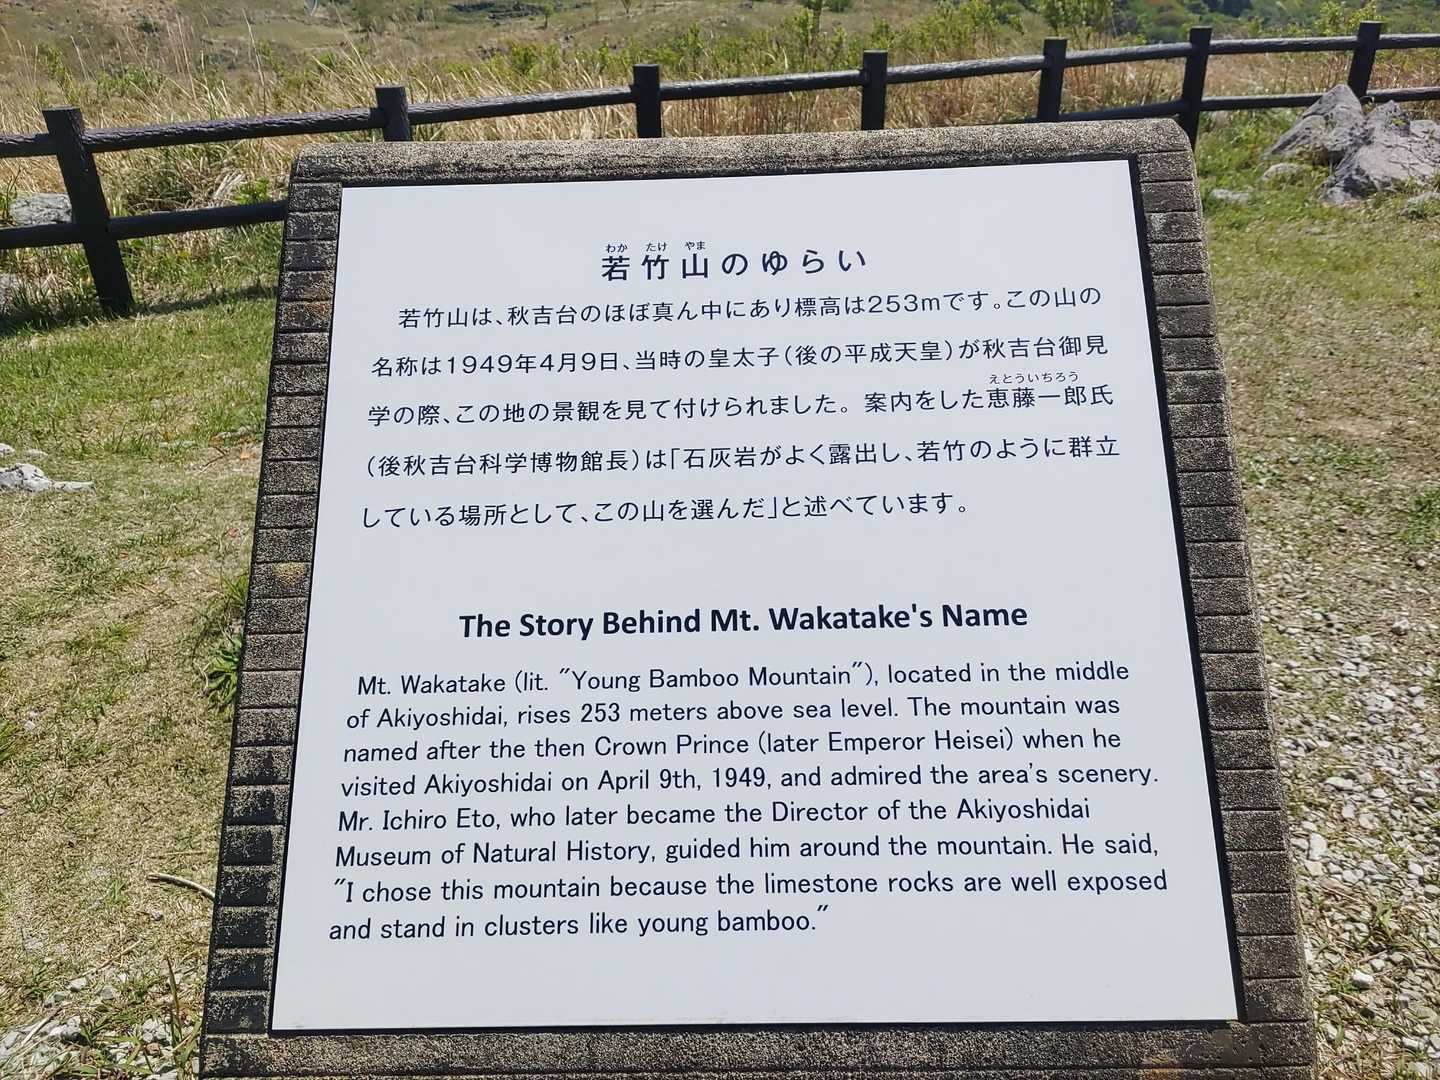 わか たけ やま
若竹山のゆらい
若竹山は、秋吉台のほぼ真ん中にあり標高は253mです。この山の
名称は1949年4月9日、当時の皇太子(後の平成天皇)が秋吉台御見
えとういちろう
学の際、この地の景観を見て付けられました。案内をした恵藤一郎氏
(後秋吉台科学博物館長)は「石灰岩がよく露出し、若竹のように群立
している場所として、この山を選んだ」と述べています。
The Story Behind Mt. Wakatake's Name
Mt. Wakatake (lit. "Young Bamboo Mountain"), located in the middle
of Akiyoshidai, rises 253 meters above sea level. The mountain was
named after the then Crown Prince (later Emperor Heisei) when he
visited Akiyoshidai on April 9th, 1949, and admired the area's scenery.
Mr. Ichiro Eto, who later became the Director of the Akiyoshidai
Museum of Natural History, guided him around the mountain. He said,
"I chose this mountain because the limestone rocks are well exposed
and stand in clusters like young bamboo."